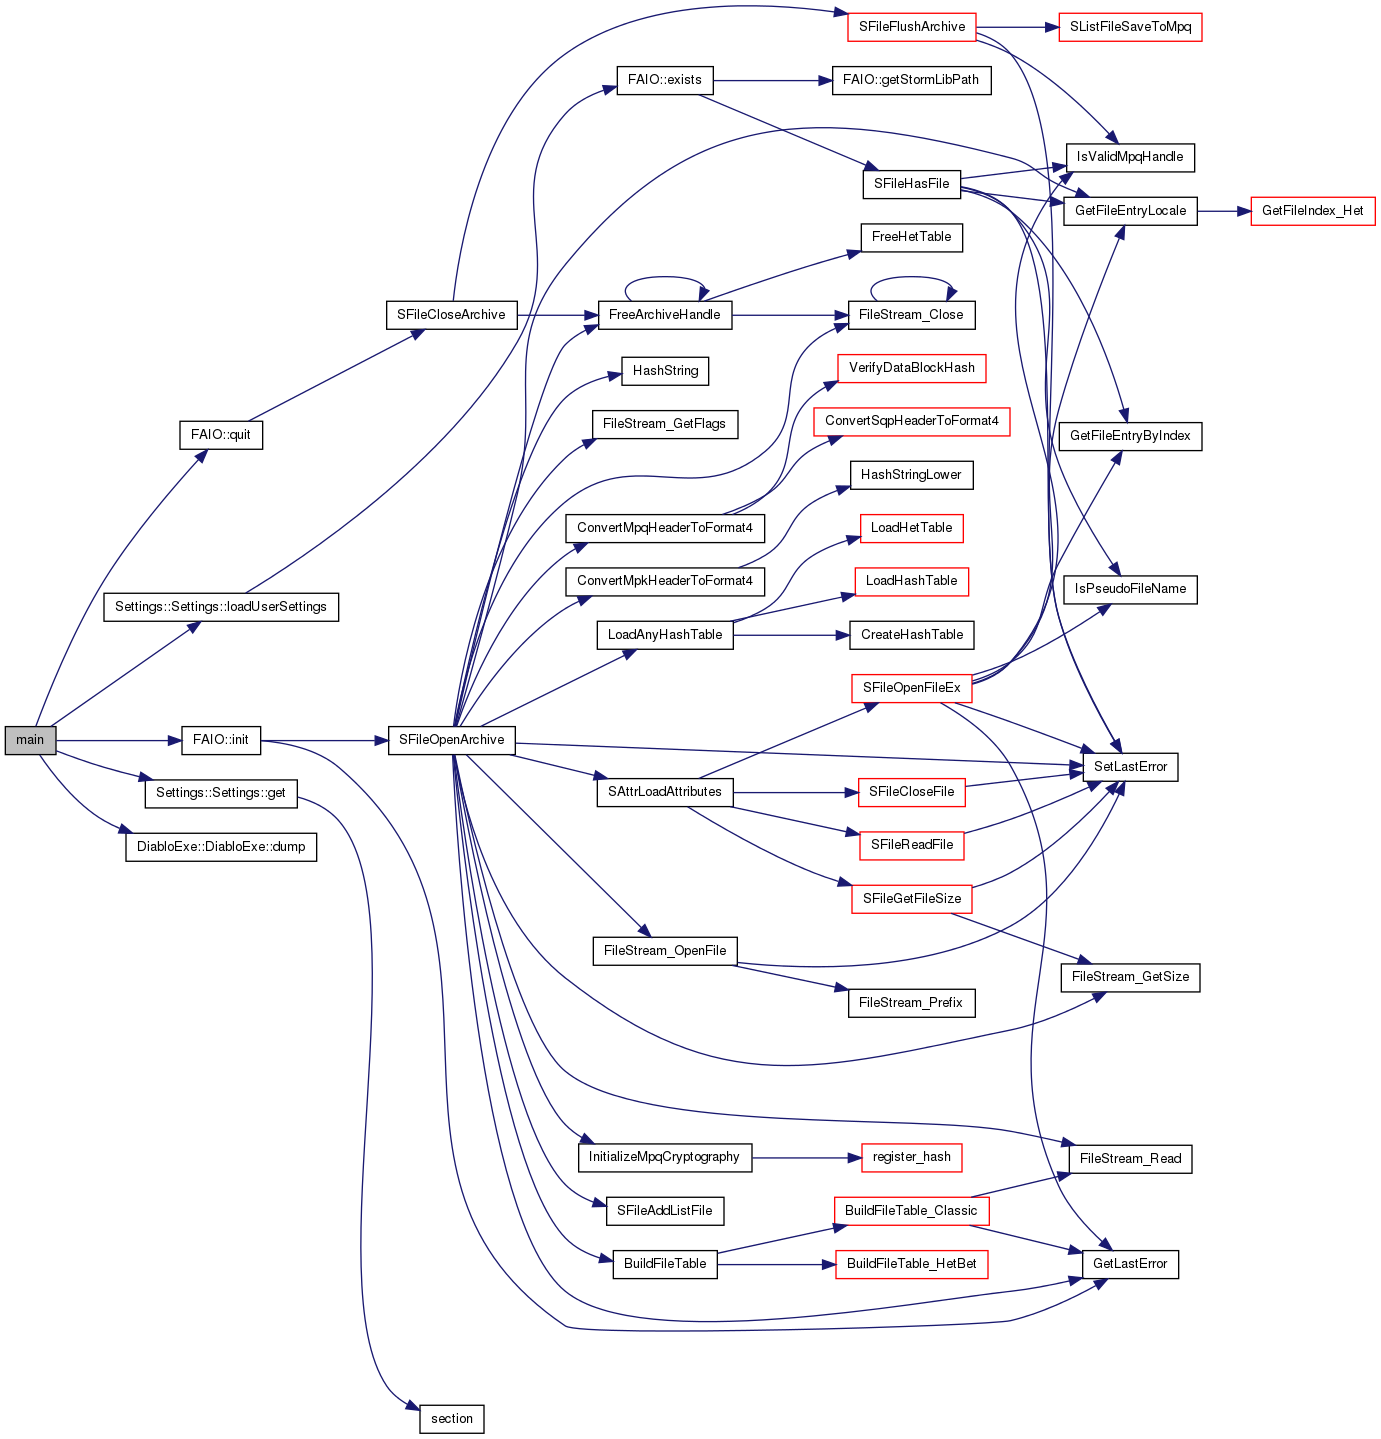 SFileFlushArchive
SListFileSaveToMpq
FAIO::exists
FAIO::getStormLibPath
IsValidMpqHandle
SFileHasFile
GetFileEntryLocale
GetFileIndex_Het
FreeHetTable
SFileCloseArchive
FreeArchiveHandle
FileStream_Close
HashString
VerifyDataBlockHash
FileStream_GetFlags
ConvertSqpHeaderToFormat4
FAIO::quit
GetFileEntryByIndex
HashStringLower
ConvertMpqHeaderToFormat4
LoadHetTable
ConvertMpkHeaderToFormat4
LoadHashTable
IsPseudoFileName
Settings::Settings::loadUserSettings
LoadAnyHashTable
CreateHashTable
SFileOpenFileEx
main
FAIO::init
SFileOpenArchive
SetLastError
Settings::Settings::get
SAttrLoadAttributes
SFileCloseFile
DiabloExe::DiabloExe::dump
SFileReadFile
SFileGetFileSize
FileStream_OpenFile
FileStream_GetSize
FileStream_Prefix
InitializeMpqCryptography
register_hash
FileStream_Read
SFileAddListFile
BuildFileTable_Classic
BuildFileTable
BuildFileTable_HetBet
GetLastError
section